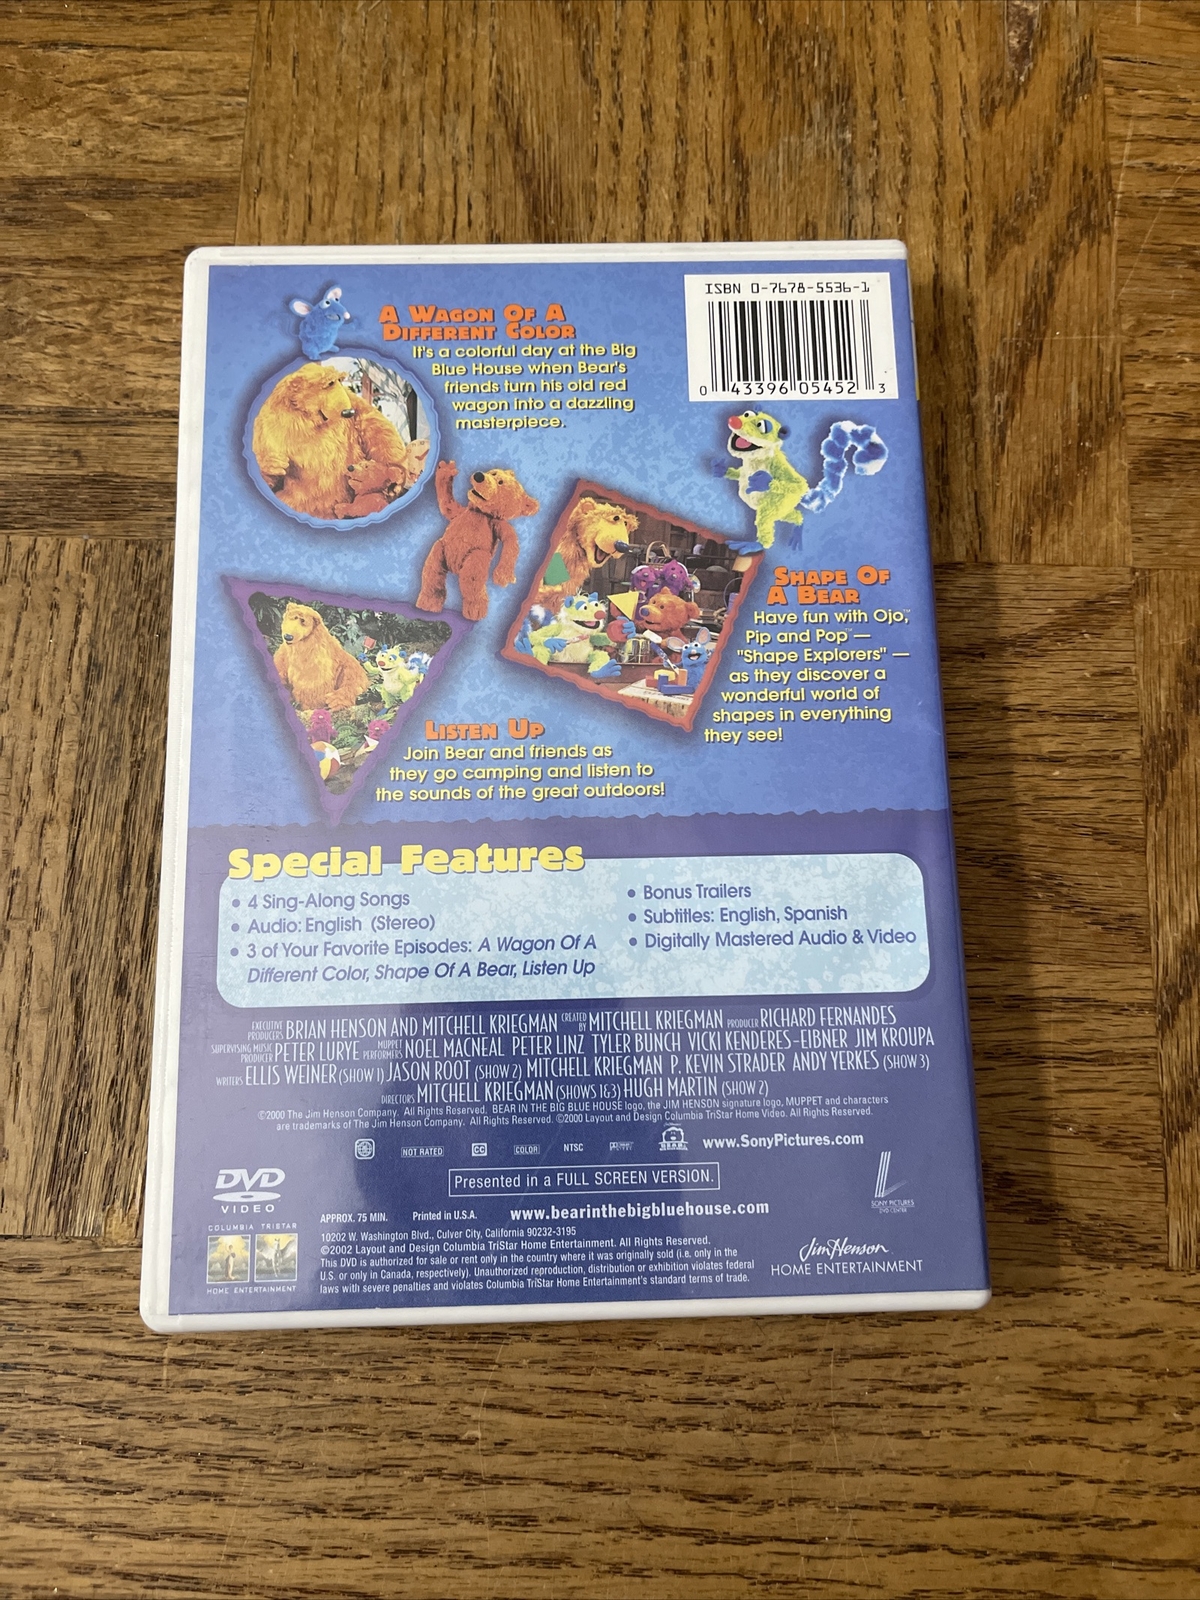 ISBN 0-7678-5536-1
0 43396 05452 3
A WAGON OF A
DIFFERENT COLOR
It's a colorful day at the Big
Blue House when Bear's
friends turn his old red
wagon into a dazzling
masterpiece.
SHAPE OF
A BEAR
Have fun with Ojo,™
Pip and Pop™—
"Shape Explorers" —
as they discover a
wonderful world of
shapes in everything
they see!
LISTEN UP
Join Bear and friends as
they go camping and listen to
the sounds of the great outdoors!
Special Features
• 4 Sing-Along Songs
• Audio: English (Stereo)
• 3 of Your Favorite Episodes: A Wagon Of A
Different Color, Shape Of A Bear, Listen Up
• Bonus Trailers
• Subtitles: English, Spanish
• Digitally Mastered Audio & Video
EXECUTIVE PRODUCERS BRIAN HENSON AND MITCHELL KRIEGMAN CREATED BY MITCHELL KRIEGMAN PRODUCER RICHARD FERNANDES
SUPERVISING MUSIC PRODUCER PETER LURYE MUPPET PERFORMERS NOEL MACNEAL PETER LINZ TYLER BUNCH VICKI KENDERES-EIBNER JIM KROUPA
WRITERS ELLIS WEINER (SHOW 1) JASON ROOT (SHOW 2) MITCHELL KRIEGMAN P. KEVIN STRADER ANDY YERKES (SHOW 3)
DIRECTORS MITCHELL KRIEGMAN (SHOWS 1&3) HUGH MARTIN (SHOW 2)
©2000 The Jim Henson Company. All Rights Reserved. BEAR IN THE BIG BLUE HOUSE logo, the JIM HENSON signature logo, MUPPET and characters
are trademarks of The Jim Henson Company. All Rights Reserved. ©2000 Layout and Design Columbia TriStar Home Video. All Rights Reserved.
NOT RATED CC COLOR NTSC www.SonyPictures.com
Presented in a FULL SCREEN VERSION.
DVD
VIDEO
APPROX. 75 MIN. Printed in U.S.A. www.bearinthebigbluehouse.com
SONY PICTURES
DVD CENTER
COLUMBIA TRISTAR
HOME ENTERTAINMENT
10202 W. Washington Blvd., Culver City, California 90232-3195
©2002 Layout and Design Columbia TriStar Home Entertainment. All Rights Reserved.
This DVD is authorized for sale or rent only in the country where it was originally sold (i.e. only in the
U.S. or only in Canada, respectively). Unauthorized reproduction, distribution or exhibition violates federal
laws with severe penalties and violates Columbia TriStar Home Entertainment's standard terms of trade.
Jim Henson
HOME ENTERTAINMENT